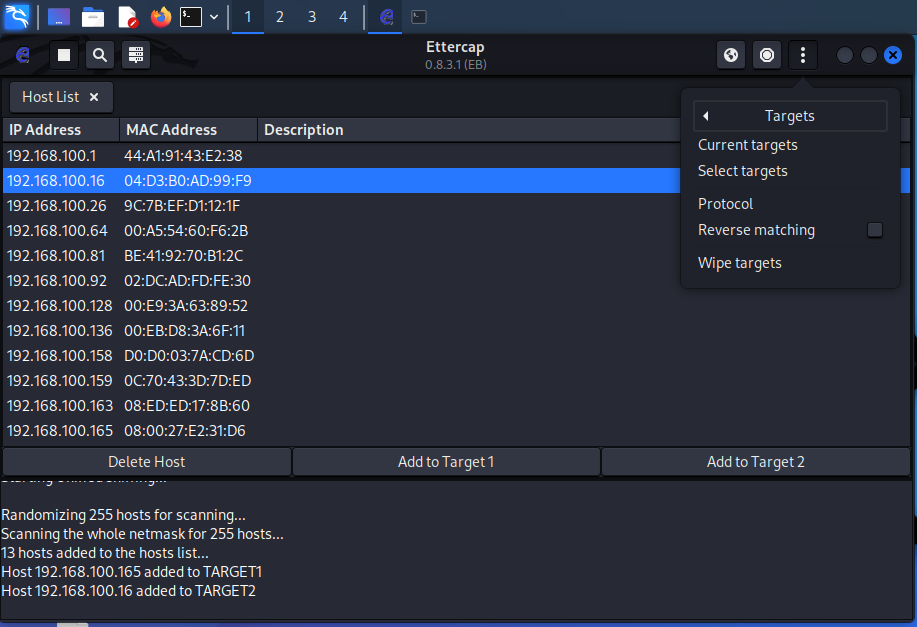 1 2 3 4
Ettercap
0.8.3.1 (EB)
Host List
Targets
IP Address MAC Address Description
Current targets
192.168.100.1 44:A1:91:43:E2:38
Select targets
192.168.100.16 04:D3:B0:AD:99:F9
192.168.100.26 9C:7B:EF:D1:12:1F
Protocol
192.168.100.64 00:A5:54:60:F6:2B
Reverse matching
192.168.100.81 BE:41:92:70:B1:2C
Wipe targets
192.168.100.92 02:DC:AD:FD:FE:30
192.168.100.128 00:E9:3A:63:89:52
192.168.100.136 00:EB:D8:3A:6F:11
192.168.100.158 D0:D0:03:7A:CD:6D
192.168.100.159 0C:70:43:3D:7D:ED
192.168.100.163 08:ED:ED:17:8B:60
192.168.100.165 08:00:27:E2:31:D6
Delete Host Add to Target 1 Add to Target 2
Randomizing 255 hosts for scanning...
Scanning the whole netmask for 255 hosts...
13 hosts added to the hosts list...
Host 192.168.100.165 added to TARGET1
Host 192.168.100.16 added to TARGET2